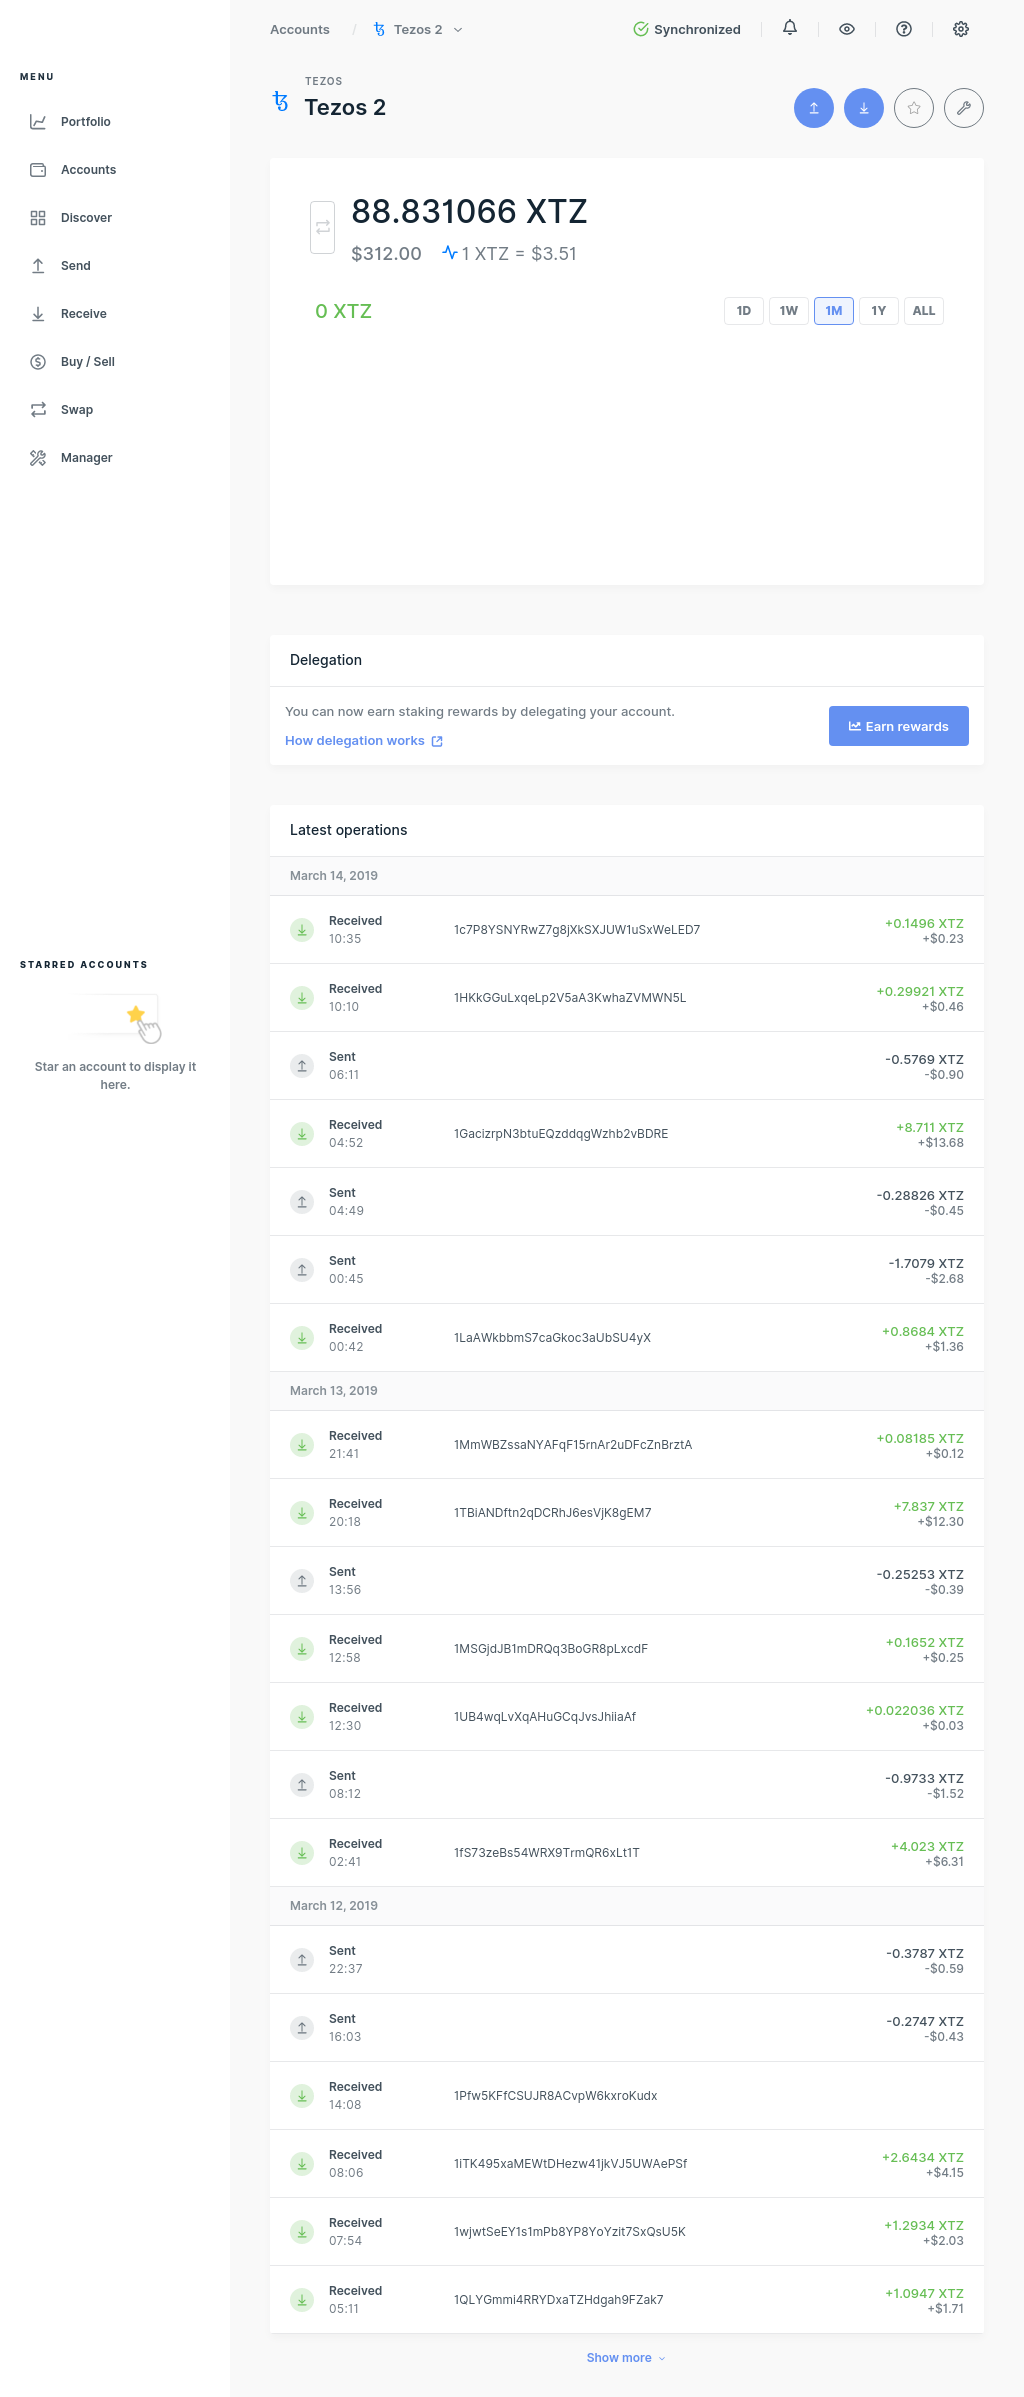 Accounts / Tezos 2
Synchronized
MENU
Portfolio
Accounts
Discover
Send
Receive
Buy / Sell
Swap
Manager
STARRED ACCOUNTS
Star an account to display it
here.
TEZOS
Tezos 2
88.831066 XTZ
$312.00 1 XTZ = $3.51
0 XTZ
1D 1W 1M 1Y ALL
Delegation
You can now earn staking rewards by delegating your account.
How delegation works
Earn rewards
Latest operations
March 14, 2019
Received 1c7P8YSNYRwZ7g8jXkSXJUW1uSxWeLED7 +0.1496 XTZ
10:35 +$0.23
Received 1HKkGGuLxqeLp2V5aA3KwhaZVMWN5L +0.29921 XTZ
10:10 +$0.46
Sent -0.5769 XTZ
06:11 -$0.90
Received 1GacizrpN3btuEQzddqgWzhb2vBDRE +8.711 XTZ
04:52 +$13.68
Sent -0.28826 XTZ
04:49 -$0.45
Sent -1.7079 XTZ
00:45 -$2.68
Received 1LaAWkbbmS7caGkoc3aUbSU4yX +0.8684 XTZ
00:42 +$1.36
March 13, 2019
Received 1MmWBZssaNYAFqF15rnAr2uDFcZnBrztA +0.08185 XTZ
21:41 +$0.12
Received 1TBiANDftn2qDCRhJ6esVjK8gEM7 +7.837 XTZ
20:18 +$12.30
Sent -0.25253 XTZ
13:56 -$0.39
Received 1MSGjdJB1mDRQq3BoGR8pLxcdF +0.1652 XTZ
12:58 +$0.25
Received 1UB4wqLvXqAHuGCqJvsJhiiaAf +0.022036 XTZ
12:30 +$0.03
Sent -0.9733 XTZ
08:12 -$1.52
Received 1fS73zeBs54WRX9TrmQR6xLt1T +4.023 XTZ
02:41 +$6.31
March 12, 2019
Sent -0.3787 XTZ
22:37 -$0.59
Sent -0.2747 XTZ
16:03 -$0.43
Received 1Pfw5KFfCSUJR8ACvpW6kxroKudx
14:08
Received 1iTK495xaMEWtDHezw41jkVJ5UWAePSf +2.6434 XTZ
08:06 +$4.15
Received 1wjwtSeEY1s1mPb8YP8YoYzit7SxQsU5K +1.2934 XTZ
07:54 +$2.03
Received 1QLYGmmi4RRYDxaTZHdgah9FZak7 +1.0947 XTZ
05:11 +$1.71
Show more